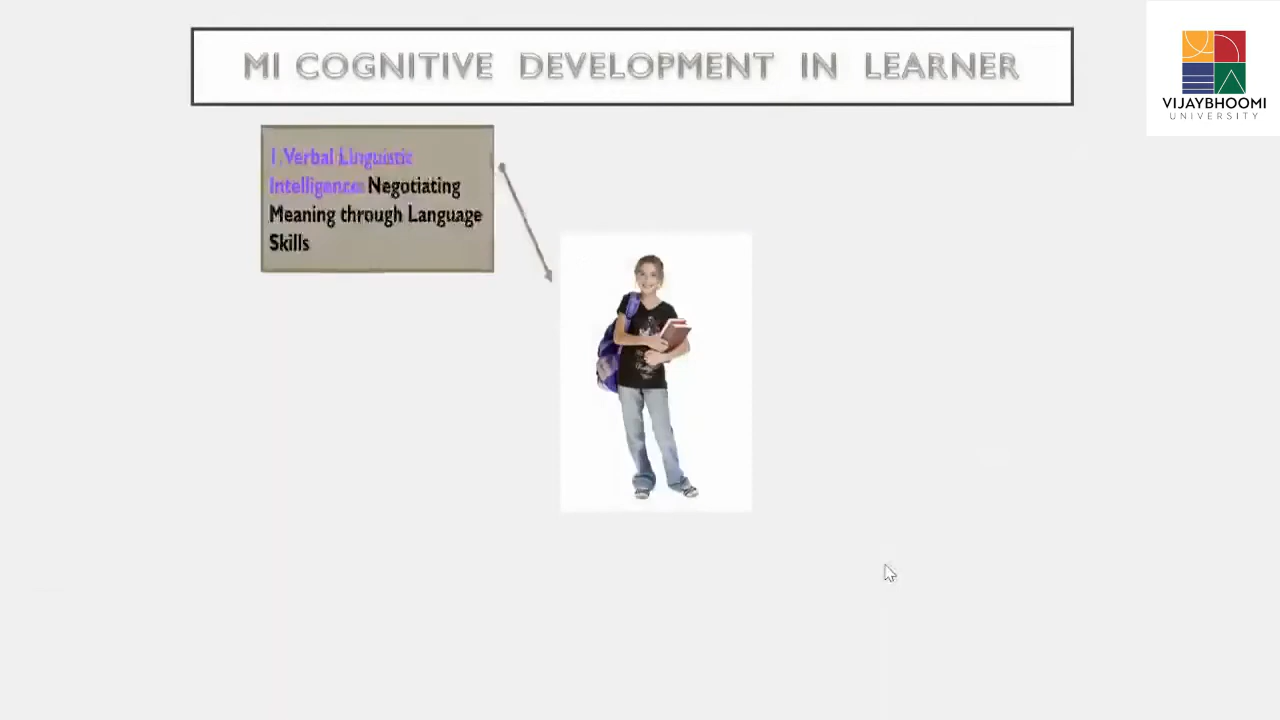 MI COGNITIVE DEVELOPMENT IN LEARNER
VIJAYBHOOMI
UNIVERSITY
1.Verbal Linguistic
Intelligence: Negotiating
Meaning through Language
Skills